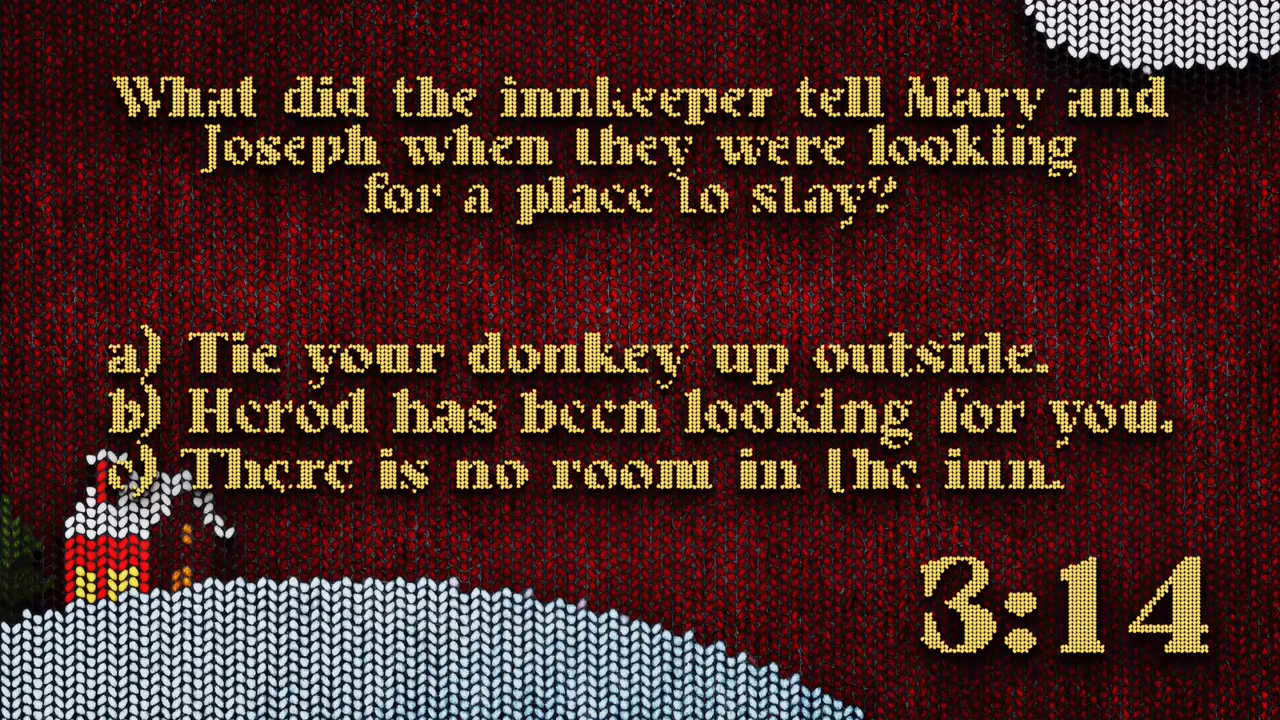 What did the innkeeper tell Mary and
Joseph when they were looking
for a place to stay?
a) Tie your donkey up outside.
b) Herod has been looking for you.
c) There is no room in the inn.
3:14